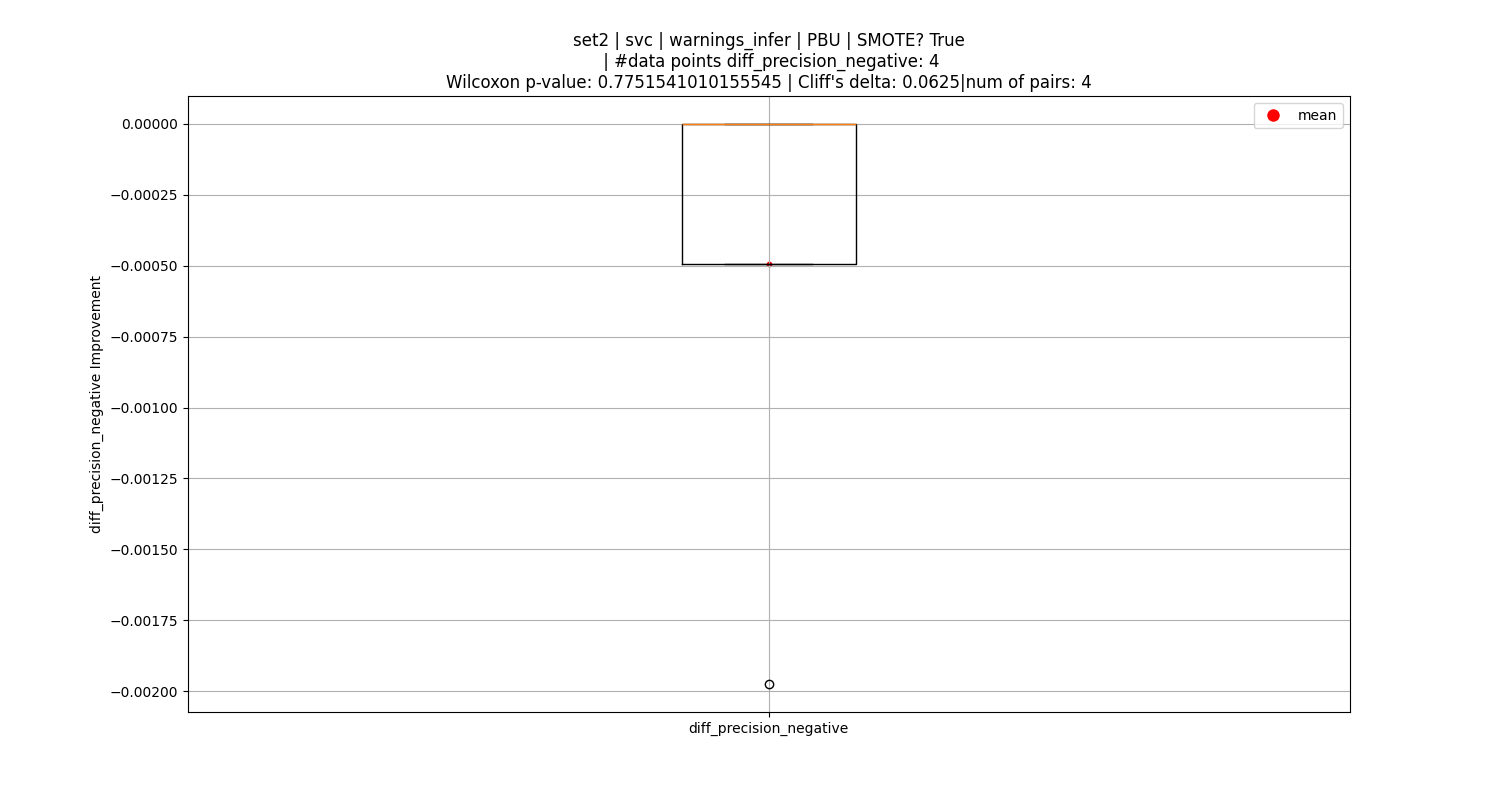 set2 | svc | warnings_infer | PBU | SMOTE? True
| #data points diff_precision_negative: 4
Wilcoxon p-value: 0.7751541010155545 | Cliff's delta: 0.0625|num of pairs: 4
mean
0.00000
−0.00025
−0.00050
−0.00075
−0.00100
−0.00125
−0.00150
−0.00175
−0.00200
diff_precision_negative Improvement
diff_precision_negative